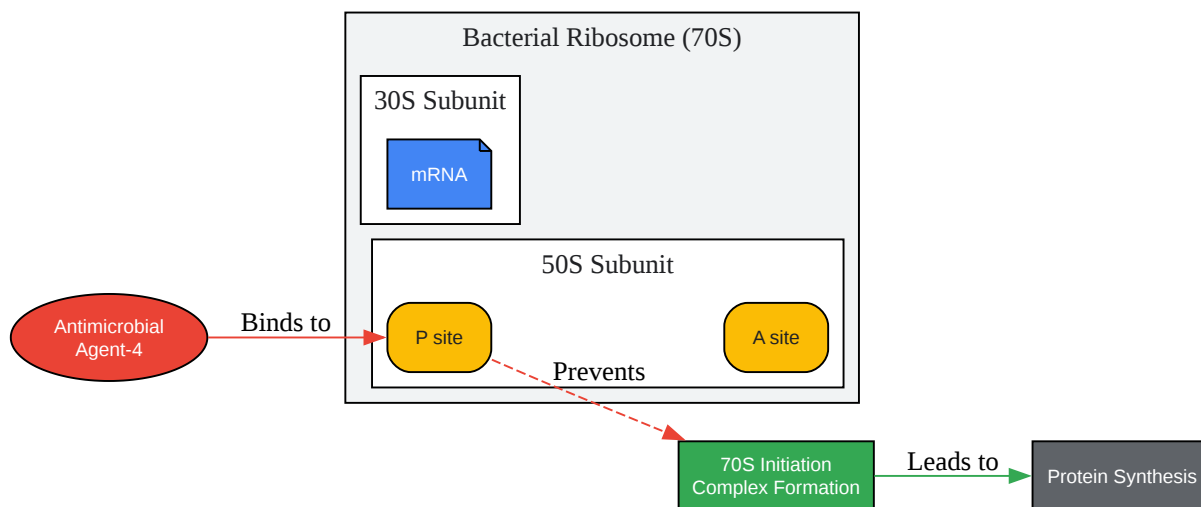 Bacterial Ribosome (70S)
30S Subunit
mRNA
50S Subunit
Antimicrobial
Agent-4
Binds to
P site
A site
Prevents
70S Initiation
Complex Formation
Leads to
Protein Synthesis